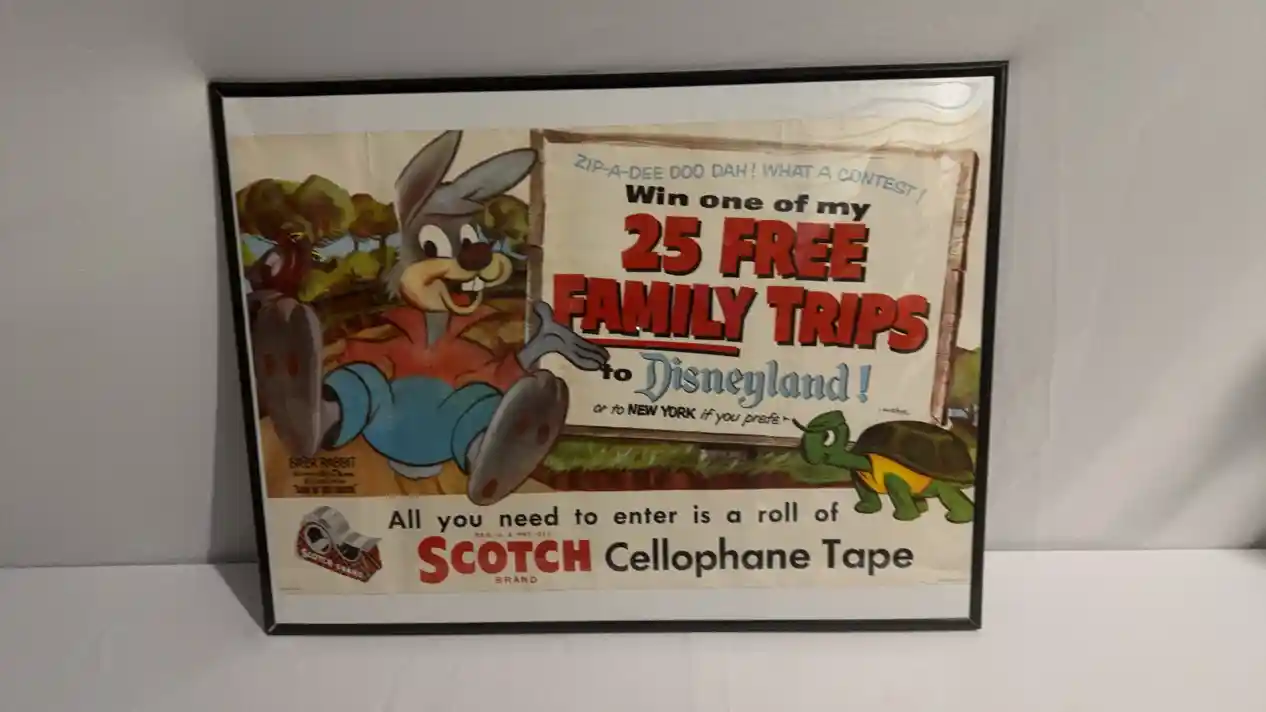 ZIP-A-DEE DOO DAH! WHAT A CONTEST!
Win one of my
25 FREE
FAMILY TRIPS
to Disneyland!
or to NEW YORK if you prefer
BRER RABBIT
All you need to enter is a roll of
SCOTCH Cellophane Tape
BRAND
SCOTCH BRAND